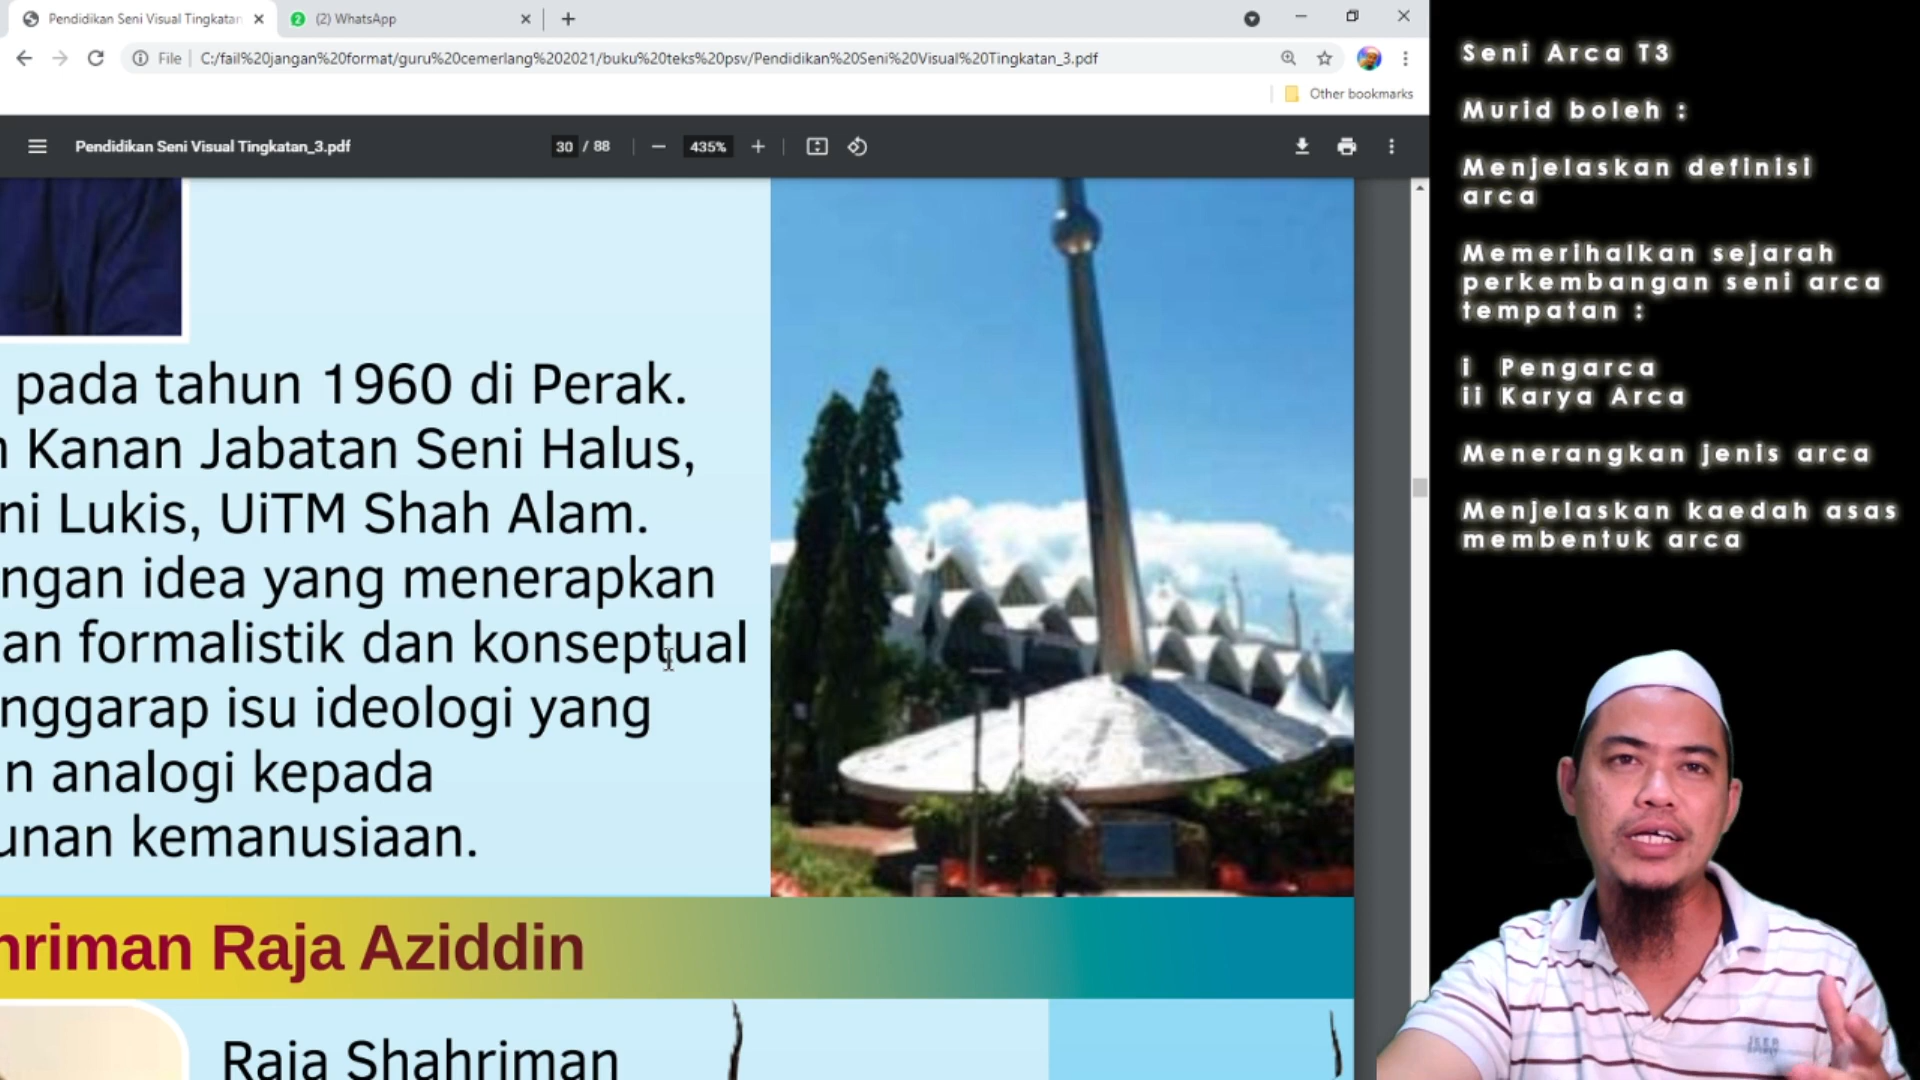 Pendidikan Seni Visual Tingkatan
(2) WhatsApp
File
C:/fail%20jangan%20format/guru%20cemerlang%202021/buku%20teks%20psv/Pendidikan%20Seni%20Visual%20Tingkatan_3.pdf
Other bookmarks
Pendidikan Seni Visual Tingkatan_3.pdf
30 / 88
435%
pada tahun 1960 di Perak.
Kanan Jabatan Seni Halus,
ni Lukis, UiTM Shah Alam.
ngan idea yang menerapkan
an formalistik dan konseptual
nggarap isu ideologi yang
n analogi kepada
unan kemanusiaan.
hriman Raja Aziddin
Raja Shahriman
Seni Arca T3
Murid boleh :
Menjelaskan definisi
arca
Memerihalkan sejarah
perkembangan seni arca
tempatan :
i Pengarca
ii Karya Arca
Menerangkan jenis arca
Menjelaskan kaedah asas
membentuk arca